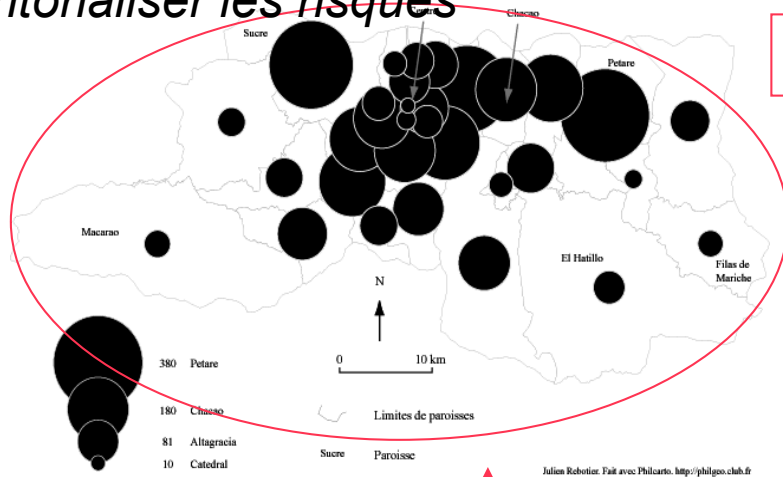 itorialiser les risques
Sucre
Centro
Chacao
Petare
Macarao
El Hatillo
Filas de
Mariche
N
0 10 km
380 Petare
180 Chacao
81 Altagracia
10 Catedral
Limites de paroisses
Sucre Paroisse
Julien Rebotier. Fait avec Philcarto. http://philgeo.club.fr